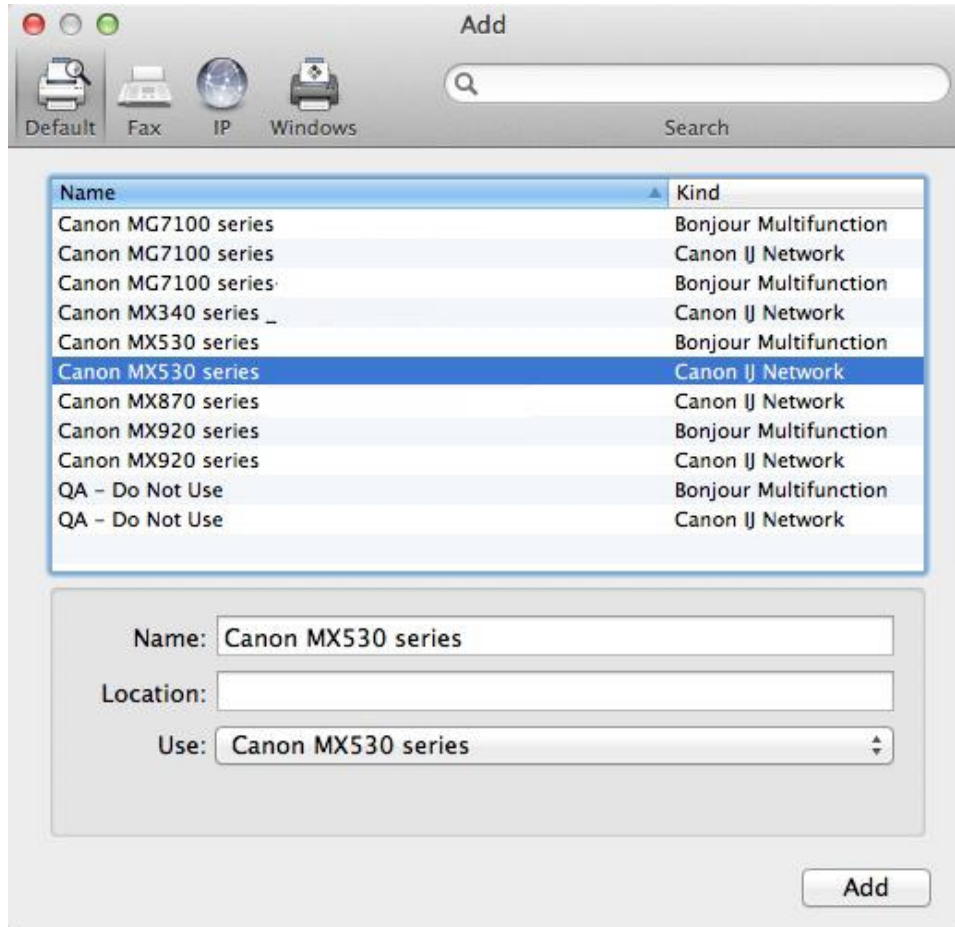 Add
Default Fax IP Windows Search
Name Kind
Canon MG7100 series Bonjour Multifunction
Canon MG7100 series Canon IJ Network
Canon MG7100 series Bonjour Multifunction
Canon MX340 series _ Canon IJ Network
Canon MX530 series Bonjour Multifunction
Canon MX530 series Canon IJ Network
Canon MX870 series Canon IJ Network
Canon MX920 series Bonjour Multifunction
Canon MX920 series Canon IJ Network
QA – Do Not Use Bonjour Multifunction
QA – Do Not Use Canon IJ Network
Name: Canon MX530 series
Location:
Use: Canon MX530 series
Add